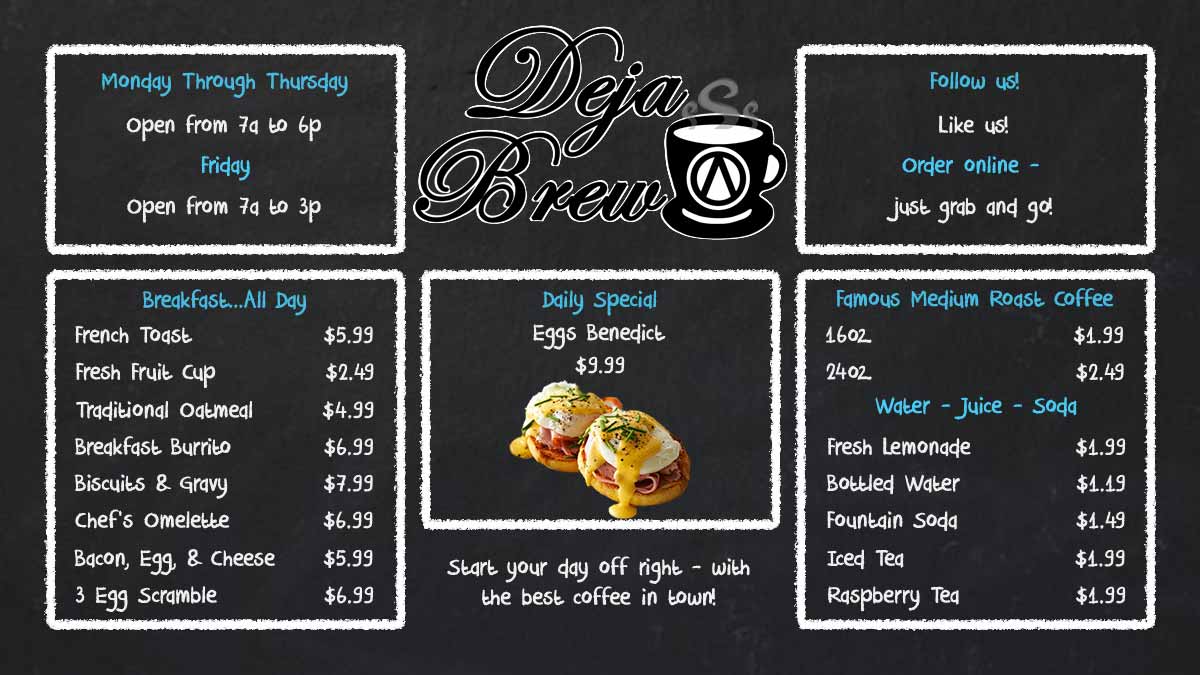 Monday Through Thursday
Open from 7a to 6p
Friday
Open from 7a to 3p
Deja
Brew
Follow us!
Like us!
Order online -
just grab and go!
Breakfast...All Day
French Toast $5.99
Fresh Fruit Cup $2.49
Traditional Oatmeal $4.99
Breakfast Burrito $6.99
Biscuits & Gravy $7.99
Chef's Omelette $6.99
Bacon, Egg, & Cheese $5.99
3 Egg Scramble $6.99
Daily Special
Eggs Benedict
$9.99
Start your day off right - with
the best coffee in town!
Famous Medium Roast Coffee
16oz $1.99
24oz $2.49
Water - Juice - Soda
Fresh Lemonade $1.99
Bottled Water $1.19
Fountain Soda $1.49
Iced Tea $1.99
Raspberry Tea $1.99